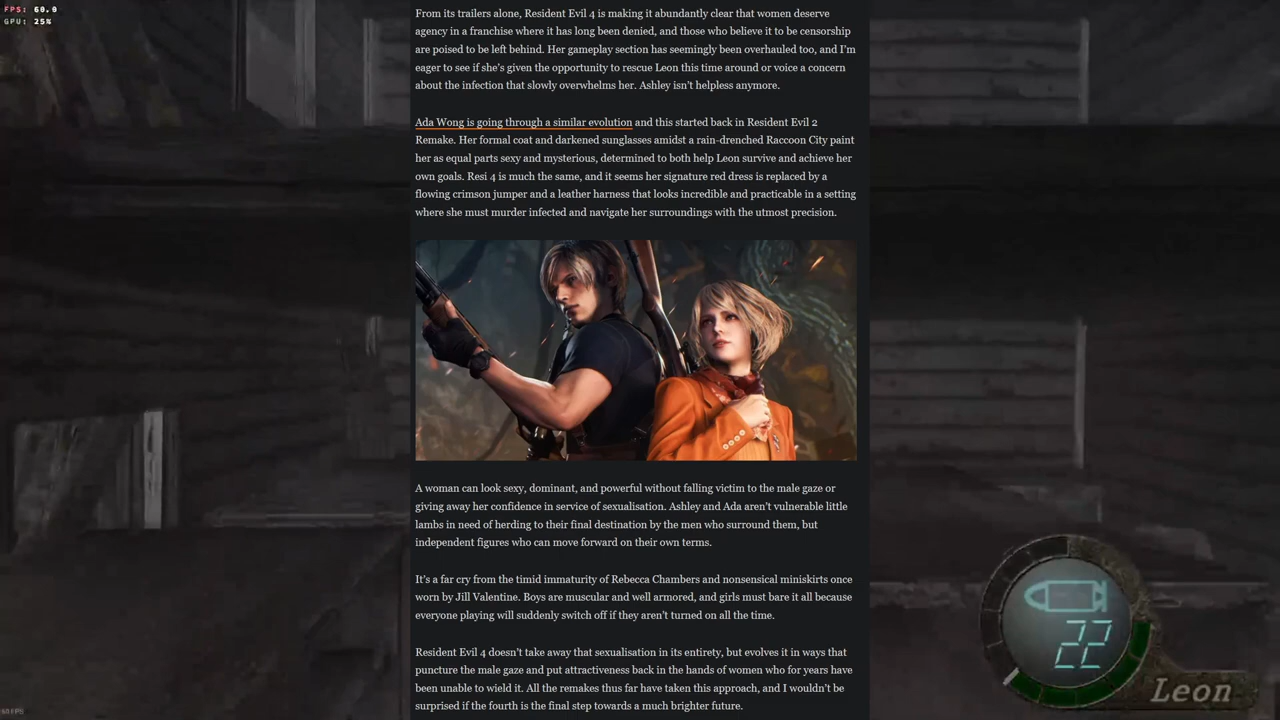 FPS: 60.0
GPU: 25%
From its trailers alone, Resident Evil 4 is making it abundantly clear that women deserve
agency in a franchise where it has long been denied, and those who believe it to be censorship
are poised to be left behind. Her gameplay section has seemingly been overhauled too, and I'm
eager to see if she's given the opportunity to rescue Leon this time around or voice a concern
about the infection that slowly overwhelms her. Ashley isn't helpless anymore.
Ada Wong is going through a similar evolution and this started back in Resident Evil 2
Remake. Her formal coat and darkened sunglasses amidst a rain-drenched Raccoon City paint
her as equal parts sexy and mysterious, determined to both help Leon survive and achieve her
own goals. Resi 4 is much the same, and it seems her signature red dress is replaced by a
flowing crimson jumper and a leather harness that looks incredible and practicable in a setting
where she must murder infected and navigate her surroundings with the utmost precision.
A woman can look sexy, dominant, and powerful without falling victim to the male gaze or
giving away her confidence in service of sexualisation. Ashley and Ada aren't vulnerable little
lambs in need of herding to their final destination by the men who surround them, but
independent figures who can move forward on their own terms.
It's a far cry from the timid immaturity of Rebecca Chambers and nonsensical miniskirts once
worn by Jill Valentine. Boys are muscular and well armored, and girls must bare it all because
everyone playing will suddenly switch off if they aren't turned on all the time.
Resident Evil 4 doesn't take away that sexualisation in its entirety, but evolves it in ways that
puncture the male gaze and put attractiveness back in the hands of women who for years have
been unable to wield it. All the remakes thus far have taken this approach, and I wouldn't be
surprised if the fourth is the final step towards a much brighter future.
22
Leon
60 FPS